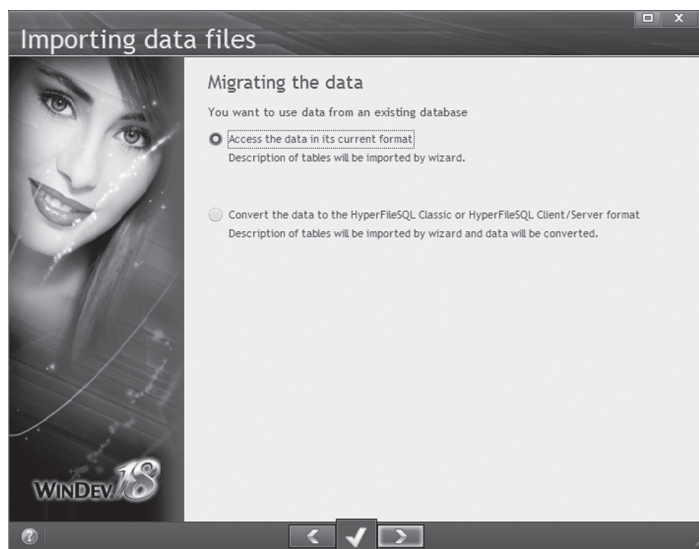 Importing data files
Migrating the data
You want to use data from an existing database
Access the data in its current format
Description of tables will be imported by wizard.
Convert the data to the HyperFileSQL Classic or HyperFileSQL Client/Server format
Description of tables will be imported by wizard and data will be converted.
WINDEV 18